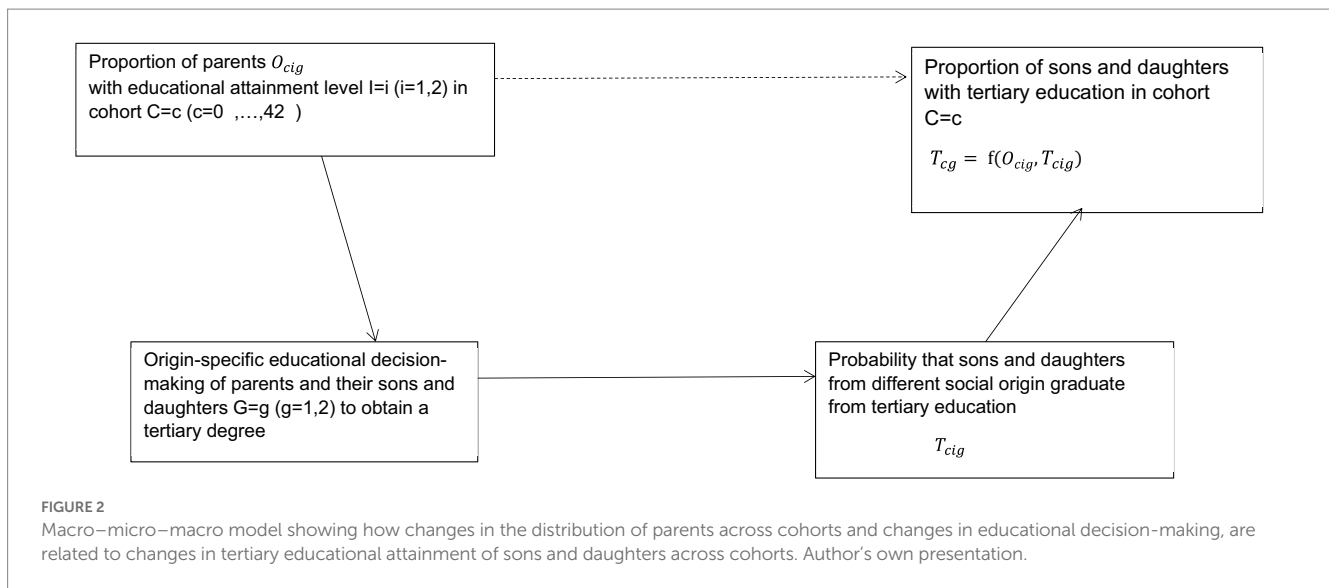 Proportion of parents O_cig
with educational attainment level I=i (i=1,2) in
cohort C=c (c=0 ,…,42 )
Proportion of sons and daughters
with tertiary education in cohort
C=c
T_cg = f(O_cig, T_cig)
Origin-specific educational decision-
making of parents and their sons and
daughters G=g (g=1,2) to obtain a
tertiary degree
Probability that sons and daughters
from different social origin graduate
from tertiary education
T_cig
FIGURE 2
Macro–micro–macro model showing how changes in the distribution of parents across cohorts and changes in educational decision-making, are
related to changes in tertiary educational attainment of sons and daughters across cohorts. Author’s own presentation.